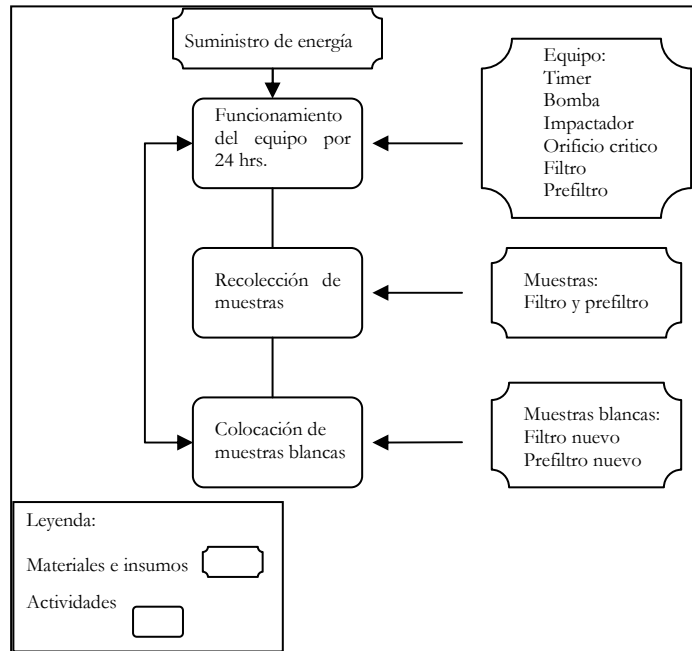 Suministro de energía
Equipo:
Timer
Bomba
Impactador
Orificio critico
Filtro
Prefiltro
Funcionamiento
del equipo por
24 hrs.
Recolección de
muestras
Muestras:
Filtro y prefiltro
Colocación de
muestras blancas
Muestras blancas:
Filtro nuevo
Prefiltro nuevo
Leyenda:
Materiales e insumos
Actividades